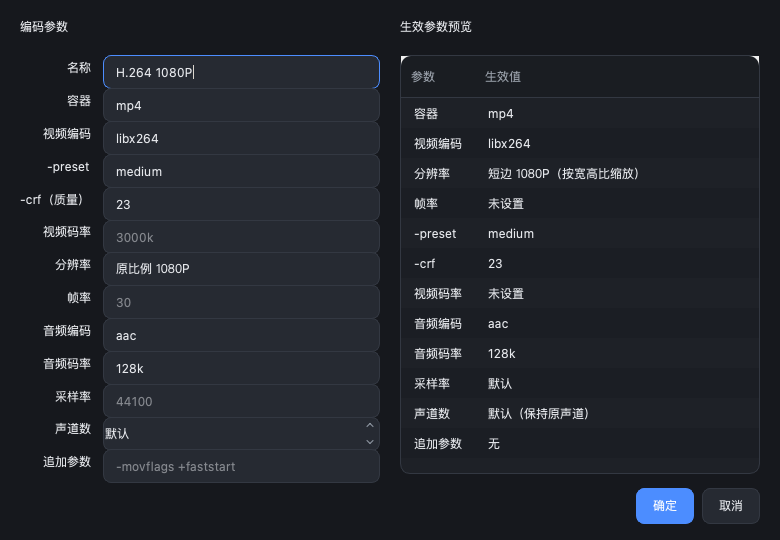 编码参数
名称 H.264 1080P
容器 mp4
视频编码 libx264
-preset medium
-crf（质量） 23
视频码率 3000k
分辨率 原比例 1080P
帧率 30
音频编码 aac
音频码率 128k
采样率 44100
声道数 默认
追加参数 -movflags +faststart
生效参数预览
参数 生效值
容器 mp4
视频编码 libx264
分辨率 短边 1080P（按宽高比缩放）
帧率 未设置
-preset medium
-crf 23
视频码率 未设置
音频编码 aac
音频码率 128k
采样率 默认
声道数 默认（保持原声道）
追加参数 无
确定 取消